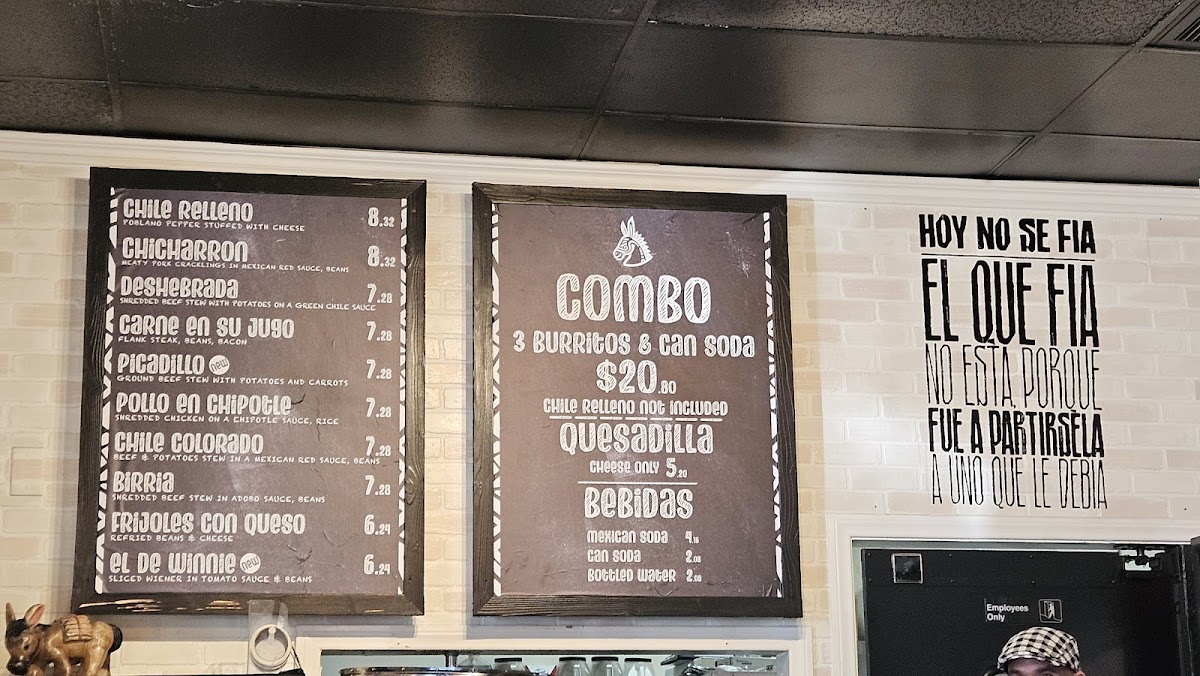 CHILE RELLENO 8.32
POBLANO PEPPER STUFFED WITH CHEESE
CHICHARRON 8.32
MEATY PORK CRACKLINGS IN MEXICAN RED SAUCE, BEANS
DESHEBRADA 7.28
SHREDDED BEEF STEW WITH POTATOES ON A GREEN CHILE SAUCE
CARNE EN SU JUGO 7.28
FLANK STEAK, BEANS, BACON
PICADILLO NEW 7.28
GROUND BEEF STEW WITH POTATOES AND CARROTS
POLLO EN CHIPOTLE 7.28
SHREDDED CHICKEN ON A CHIPOTLE SAUCE, RICE
CHILE COLORADO 7.28
BEEF & POTATOES STEW IN A MEXICAN RED SAUCE, BEANS
BIRRIA 7.28
SHREDDED BEEF STEW IN ADOBO SAUCE, BEANS
FRIJOLES CON QUESO 6.24
REFRIED BEANS & CHEESE
EL DE WINNIE NEW 6.24
SLICED WIENER IN TOMATO SAUCE & BEANS
COMBO
3 BURRITOS & CAN SODA
$20.80
CHILE RELLENO NOT INCLUDED
QUESADILLA
CHEESE ONLY 5.20
BEBIDAS
MEXICAN SODA 4.16
CAN SODA 2.08
BOTTLED WATER 2.08
HOY NO SE FIA
EL QUE FIA
NO ESTA PORQUE
FUE A PARTIRSELA
A UNO QUE LE DEBIA
Employees
Only